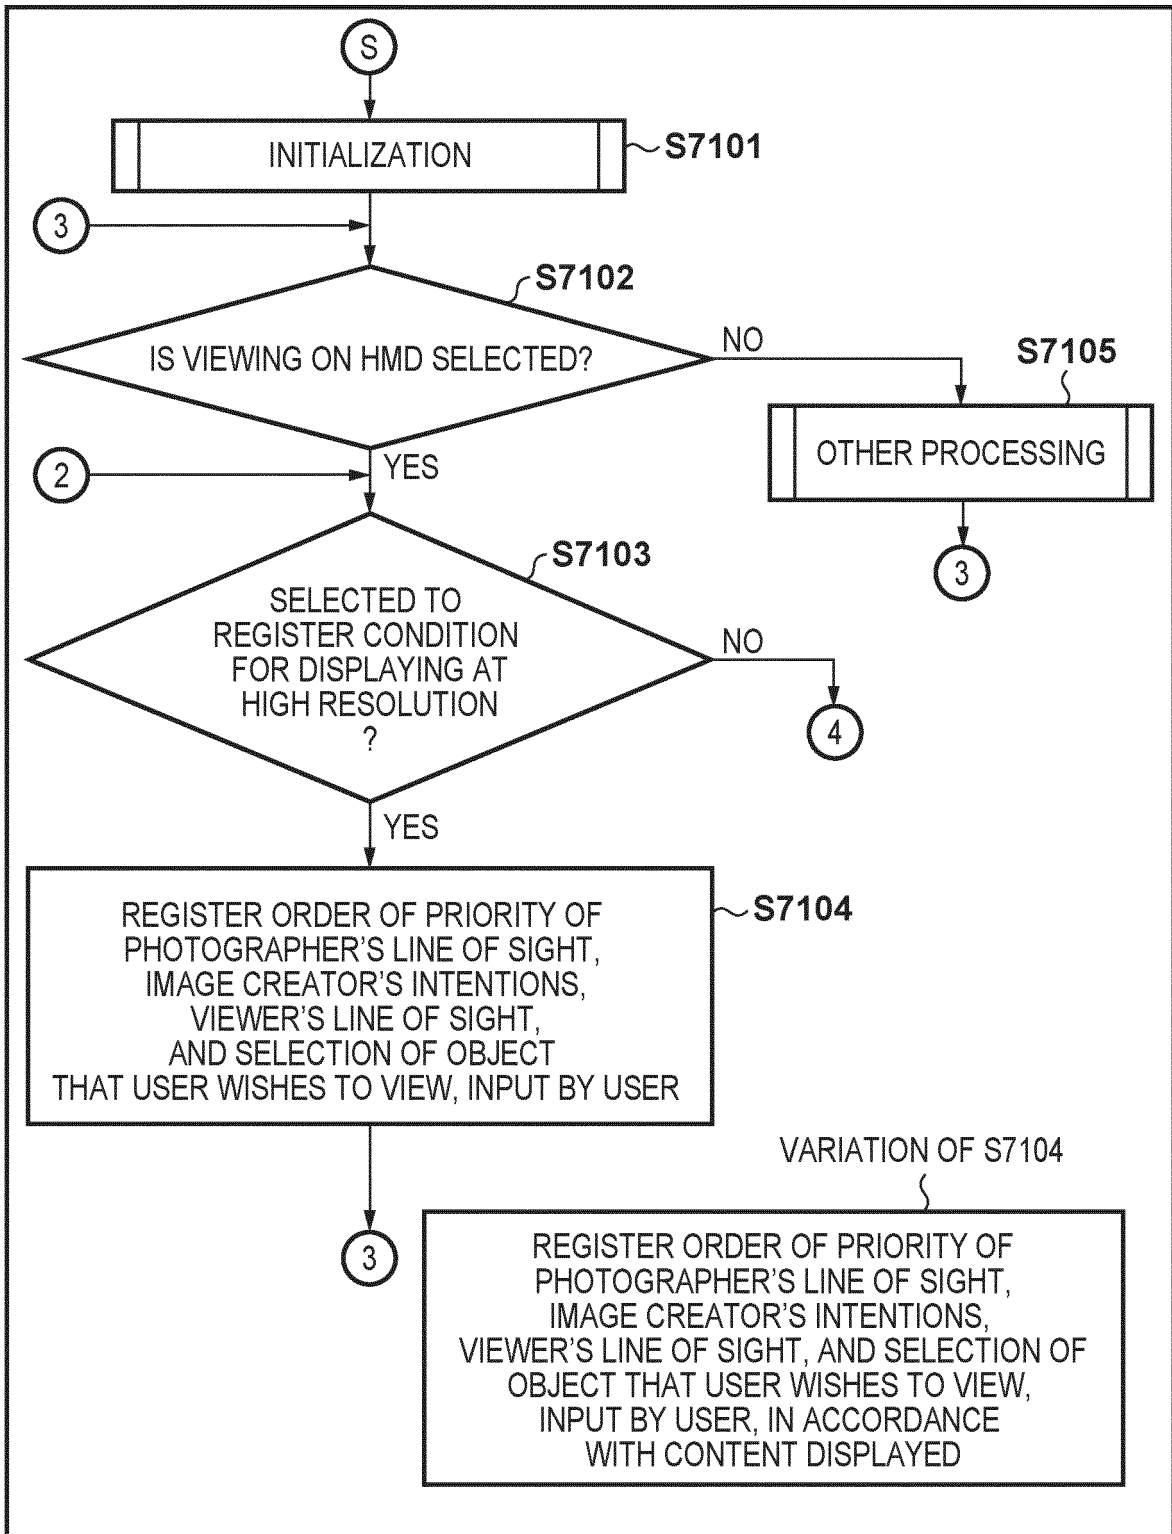 S
INITIALIZATION
S7101
3
S7102
IS VIEWING ON HMD SELECTED?
NO
S7105
OTHER PROCESSING
3
YES
2
S7103
SELECTED TO
REGISTER CONDITION
FOR DISPLAYING AT
HIGH RESOLUTION
?
NO
4
YES
S7104
REGISTER ORDER OF PRIORITY OF
PHOTOGRAPHER'S LINE OF SIGHT,
IMAGE CREATOR'S INTENTIONS,
VIEWER'S LINE OF SIGHT,
AND SELECTION OF OBJECT
THAT USER WISHES TO VIEW, INPUT BY USER
3
VARIATION OF S7104
REGISTER ORDER OF PRIORITY OF
PHOTOGRAPHER'S LINE OF SIGHT,
IMAGE CREATOR'S INTENTIONS,
VIEWER'S LINE OF SIGHT, AND SELECTION OF
OBJECT THAT USER WISHES TO VIEW,
INPUT BY USER, IN ACCORDANCE
WITH CONTENT DISPLAYED